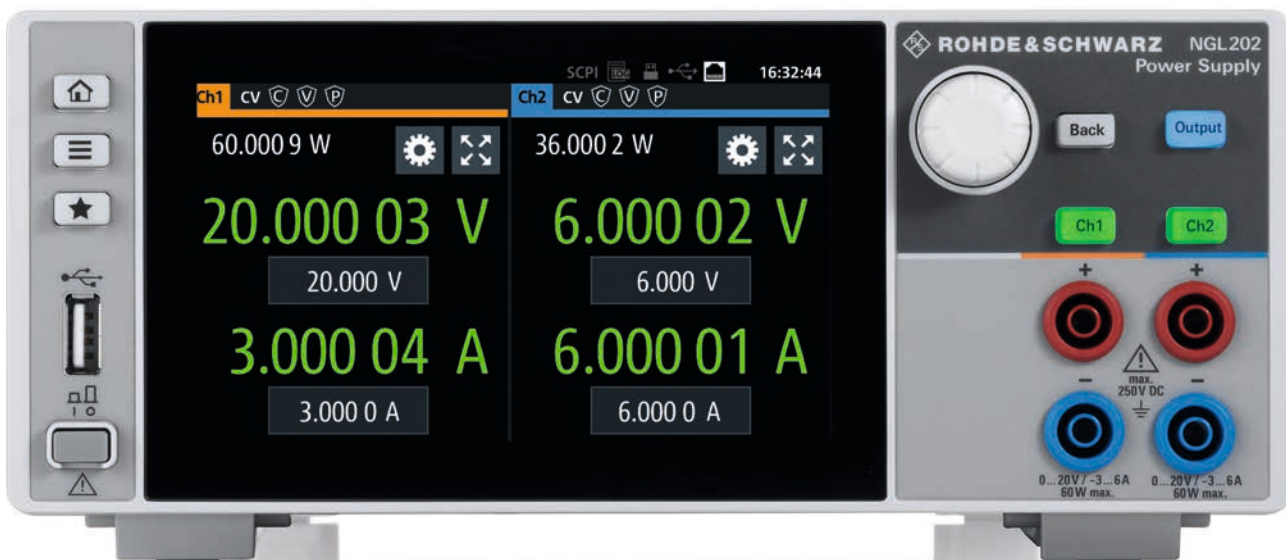 ROHDE&SCHWARZ NGL202
Power Supply
SCPI LOG 16:32:44
Ch1 CV C V P
Ch2 CV C V P
60.000 9 W
36.000 2 W
20.000 03 V
6.000 02 V
20.000 V
6.000 V
3.000 04 A
6.000 01 A
3.000 0 A
6.000 0 A
Back
Output
Ch1
Ch2
+
+
max.
250V DC
-
-
0...20V / -3...6A
60W max.
0...20V / -3...6A
60W max.
I O